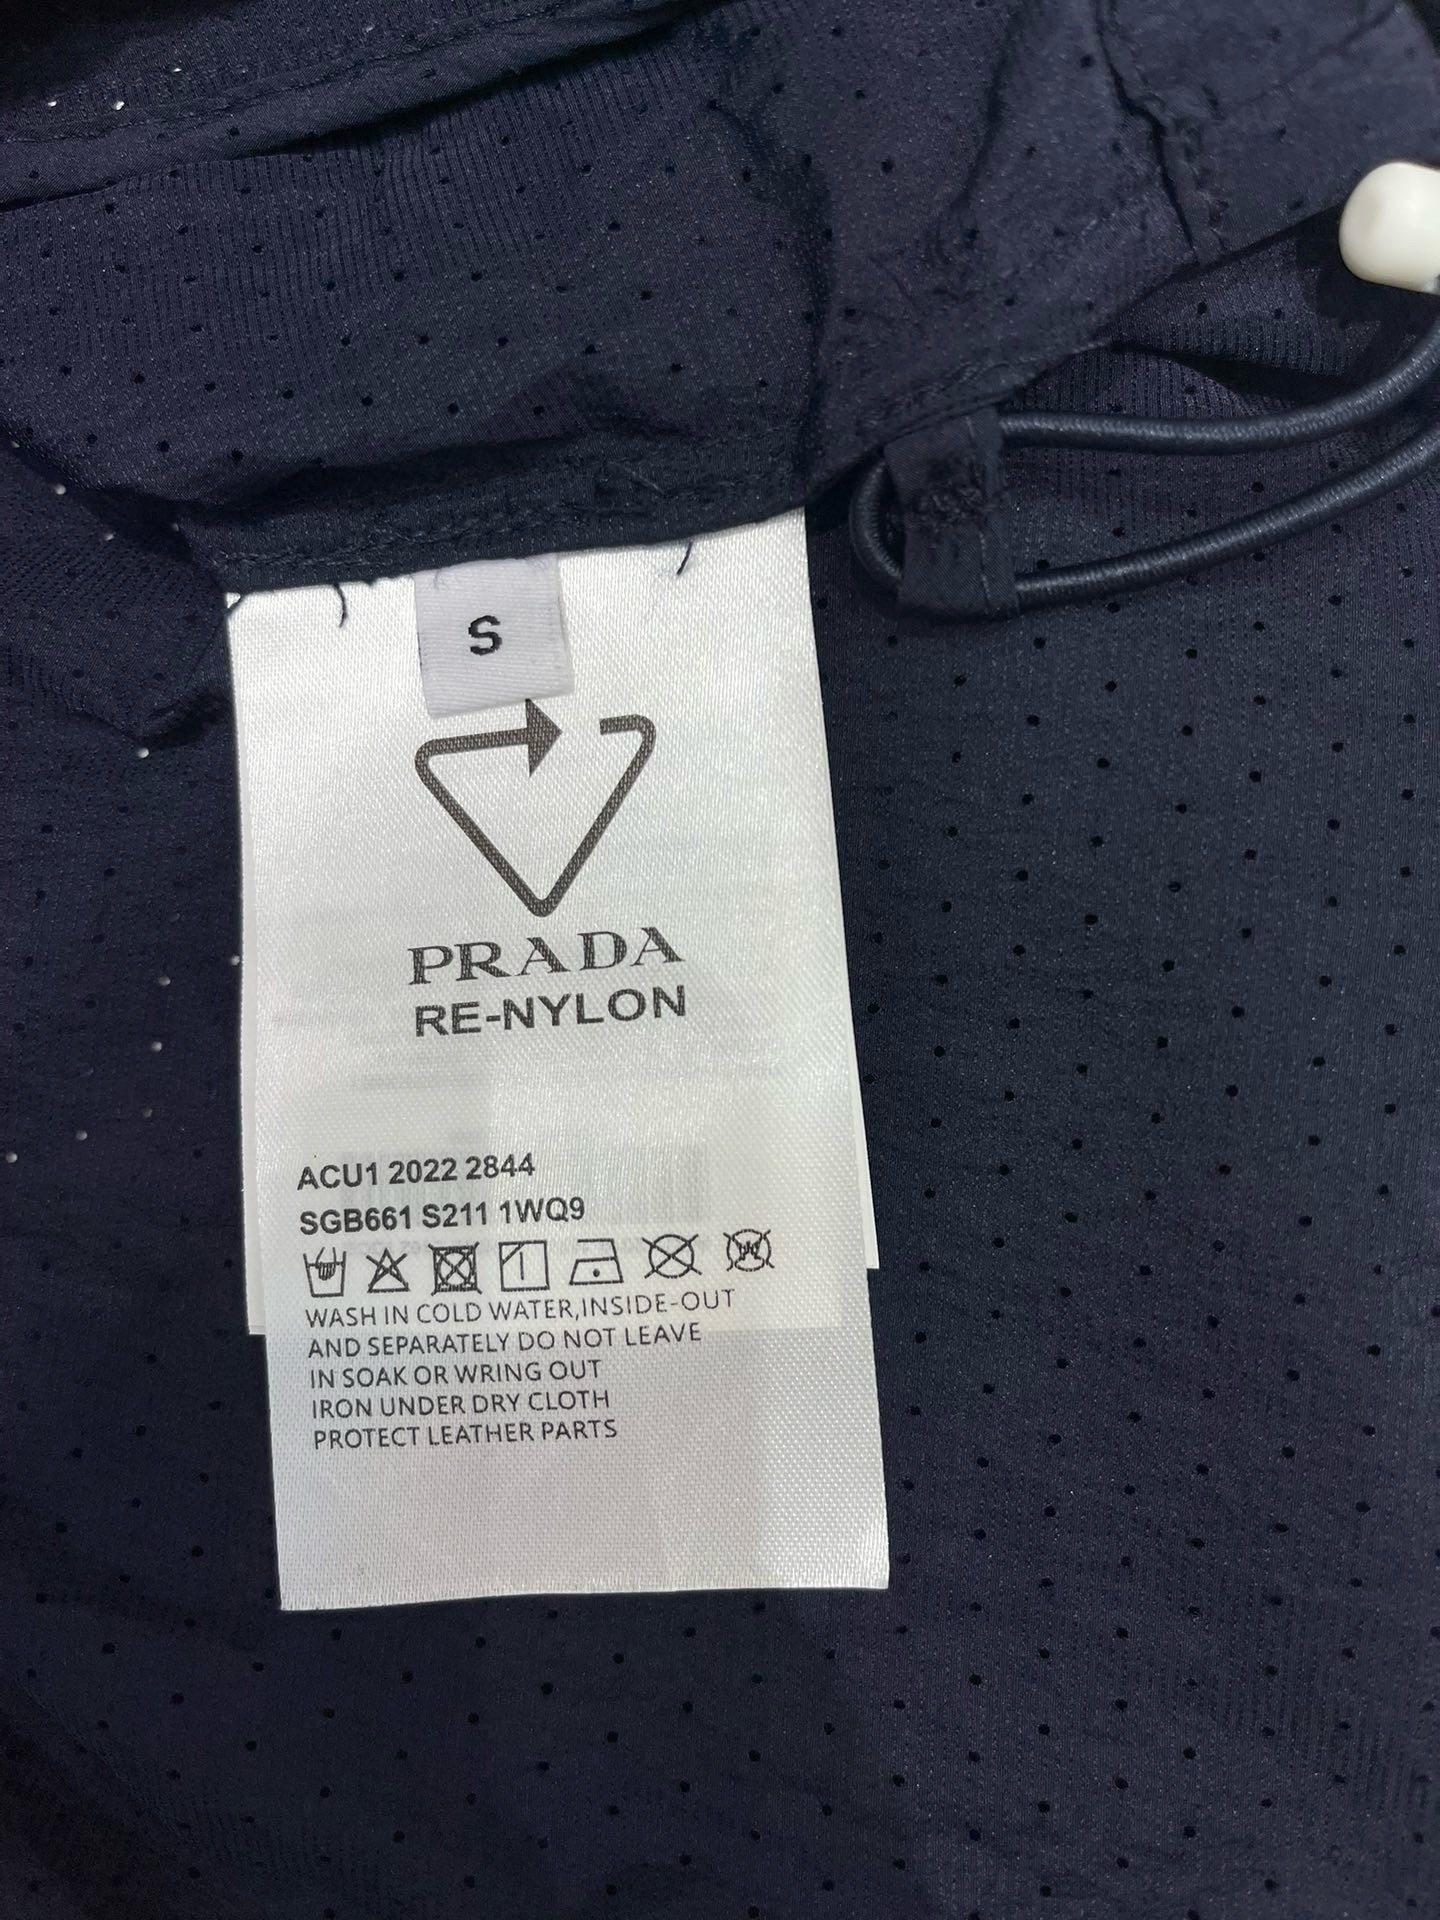 S
PRADA
RE-NYLON
ACU1 2022 2844
SGB661 S211 1WQ9
WASH IN COLD WATER,INSIDE-OUT
AND SEPARATELY DO NOT LEAVE
IN SOAK OR WRING OUT
IRON UNDER DRY CLOTH
PROTECT LEATHER PARTS